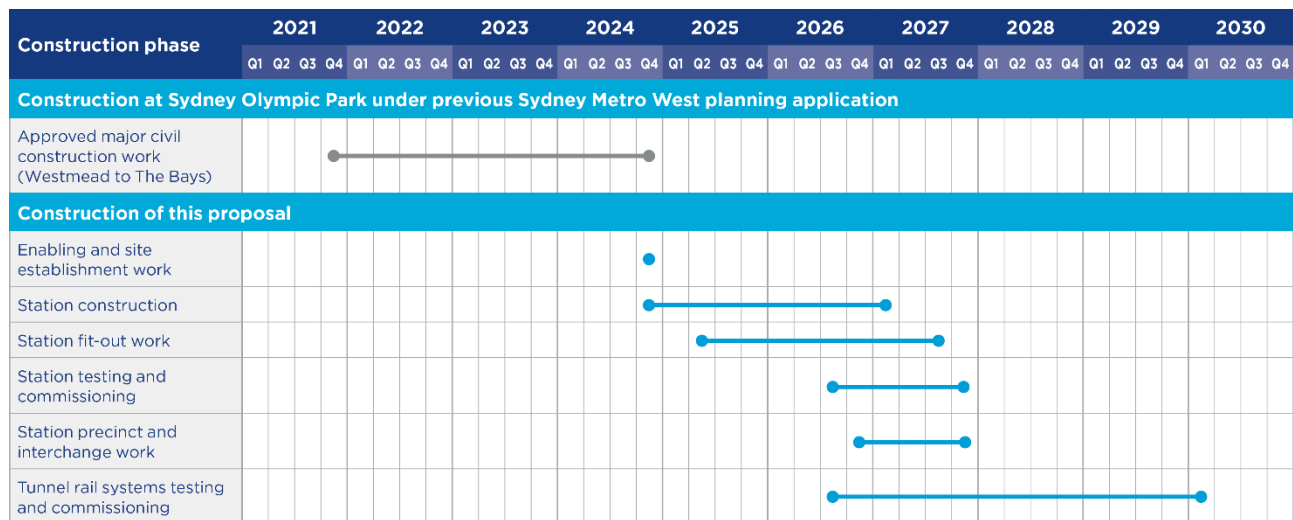 Construction phase
2021 2022 2023 2024 2025 2026 2027 2028 2029 2030
Q1 Q2 Q3 Q4 Q1 Q2 Q3 Q4 Q1 Q2 Q3 Q4 Q1 Q2 Q3 Q4 Q1 Q2 Q3 Q4 Q1 Q2 Q3 Q4 Q1 Q2 Q3 Q4 Q1 Q2 Q3 Q4 Q1 Q2 Q3 Q4 Q1 Q2 Q3 Q4
Construction at Sydney Olympic Park under previous Sydney Metro West planning application
Approved major civil
construction work
(Westmead to The Bays)
Construction of this proposal
Enabling and site
establishment work
Station construction
Station fit-out work
Station testing and
commissioning
Station precinct and
interchange work
Tunnel rail systems testing
and commissioning